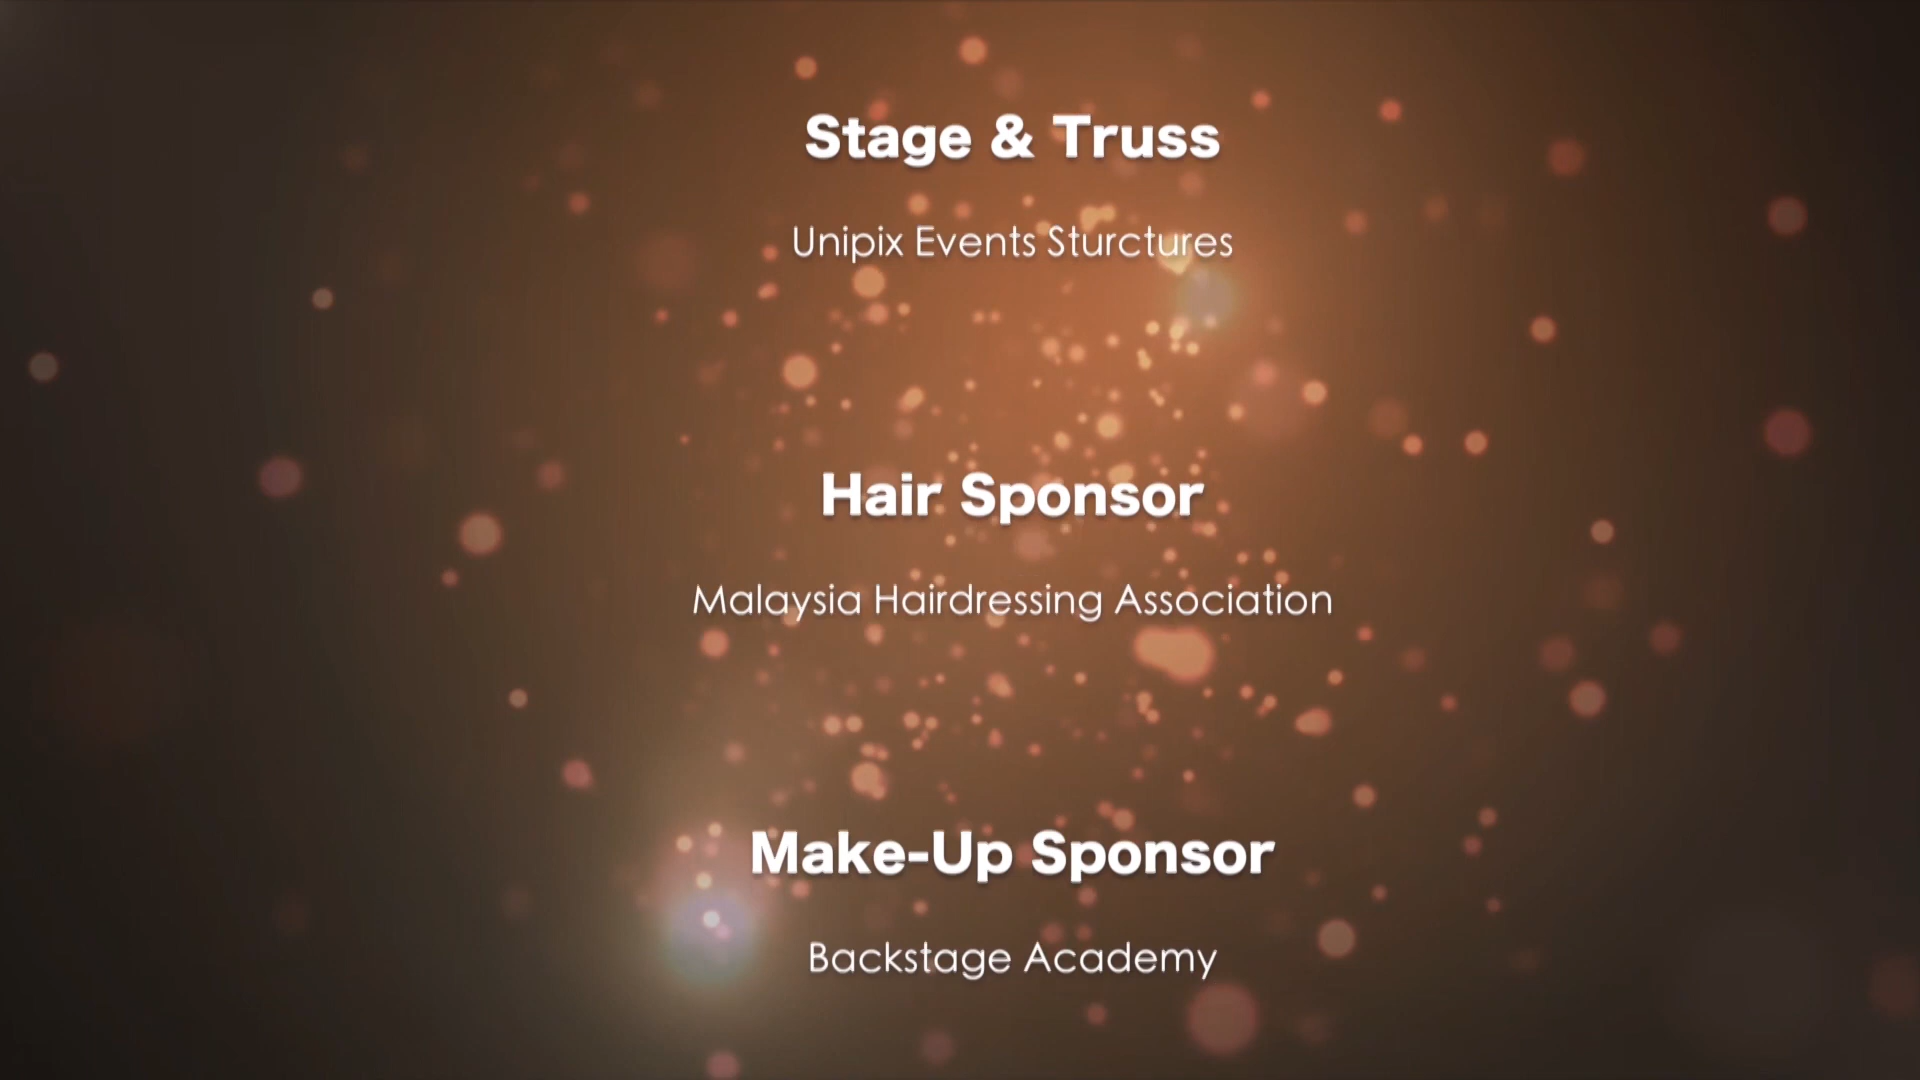 Stage & Truss
Unipix Events Sturctures
Hair Sponsor
Malaysia Hairdressing Association
Make-Up Sponsor
Backstage Academy